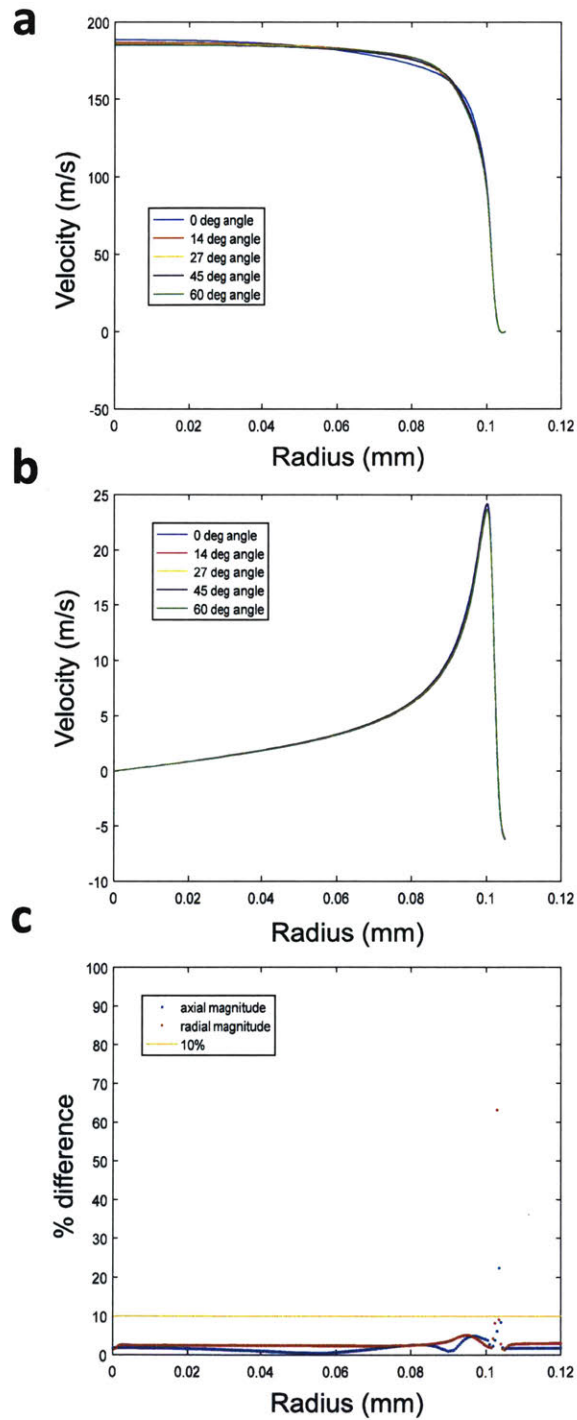 a
200
150
100
50
0
-50
Velocity (m/s)
0 deg angle
14 deg angle
27 deg angle
45 deg angle
60 deg angle
0 0.02 0.04 0.06 0.08 0.1 0.12
Radius (mm)
b
25
20
15
10
5
0
-5
-10
Velocity (m/s)
0 deg angle
14 deg angle
27 deg angle
45 deg angle
60 deg angle
0 0.02 0.04 0.06 0.08 0.1 0.12
Radius (mm)
c
100
90
80
70
60
50
40
30
20
10
0
% difference
axial magnitude
radial magnitude
10%
0 0.02 0.04 0.06 0.08 0.1 0.12
Radius (mm)